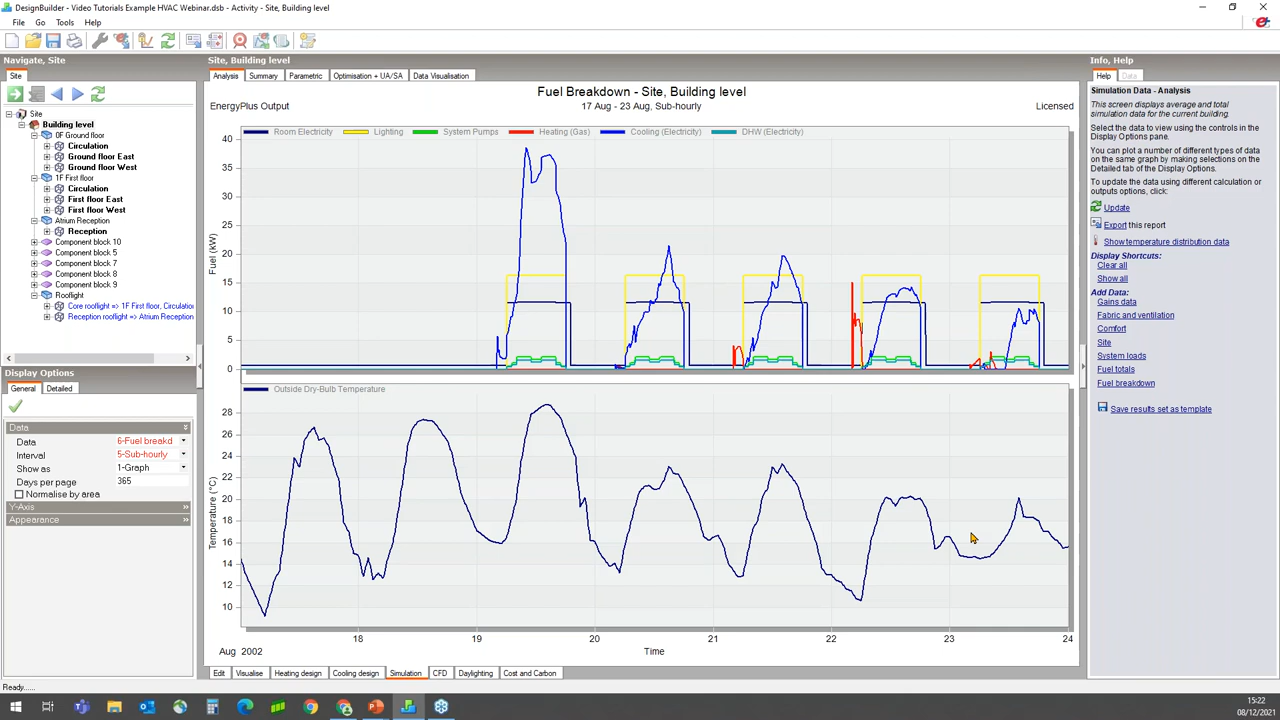 DesignBuilder - Video Tutorials Example HVAC Webinar.dsb - Activity - Site, Building level
File Go Tools Help
Navigate, Site
Site
Site
Building level
0F Ground floor
Circulation
Ground floor East
Ground floor West
1F First floor
Circulation
First floor East
First floor West
Atrium Reception
Reception
Component block 10
Component block 5
Component block 7
Component block 8
Component block 9
Rooflight
Core rooflight => 1F First floor, Circulatio
Reception rooflight => Atrium Reception
Display Options
General Detailed
Data
Data 6-Fuel breakd
Interval 5-Sub-hourly
Show as 1-Graph
Days per page 365
Normalise by area
Y-Axis
Appearance
Site, Building level
Analysis Summary Parametric Optimisation + UA/SA Data Visualisation
Fuel Breakdown - Site, Building level
EnergyPlus Output 17 Aug - 23 Aug, Sub-hourly Licensed
Room Electricity Lighting System Pumps Heating (Gas) Cooling (Electricity) DHW (Electricity)
Fuel (kW)
40
35
30
25
20
15
10
5
0
Outside Dry-Bulb Temperature
Temperature (°C)
28
26
24
22
20
18
16
14
12
10
18 19 20 21 22 23 24
Aug 2002 Time
Edit Visualise Heating design Cooling design Simulation CFD Daylighting Cost and Carbon
Info, Help
Help Data
Simulation Data - Analysis
This screen displays average and total
simulation data for the current building.
Select the data to view using the controls in the
Display Options pane.
You can plot a number of different types of data
on the same graph by making selections on the
Detailed tab of the Display Options.
To update the data using different calculation or
outputs options, click:
Update
Export this report
Show temperature distribution data
Display Shortcuts:
Clear all
Show all
Add Data:
Gains data
Fabric and ventilation
Comfort
Site
System loads
Fuel totals
Fuel breakdown
Save results set as template
Ready.....
15:22
08/12/2021